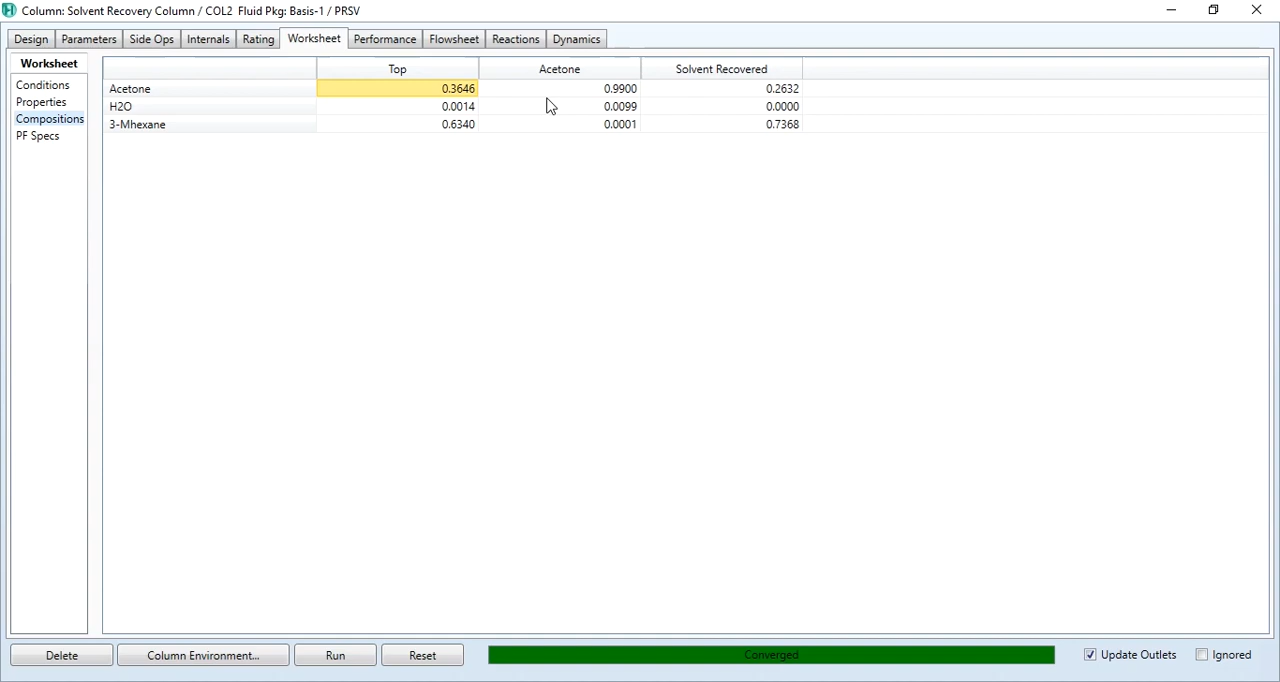 Column: Solvent Recovery Column / COL2 Fluid Pkg: Basis-1 / PRSV
Design Parameters Side Ops Internals Rating Worksheet Performance Flowsheet Reactions Dynamics
Worksheet
Conditions
Properties
Compositions
PF Specs
Top Acetone Solvent Recovered
Acetone 0.3646 0.9900 0.2632
H2O 0.0014 0.0099 0.0000
3-Mhexane 0.6340 0.0001 0.7368
Delete Column Environment... Run Reset Converged Update Outlets Ignored